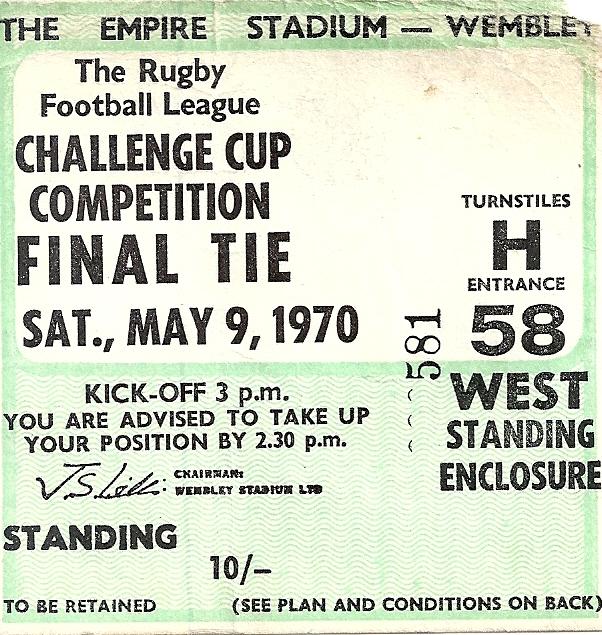 THE EMPIRE STADIUM — WEMBLEY
The Rugby
Football League
CHALLENGE CUP
COMPETITION
FINAL TIE
SAT., MAY 9, 1970
TURNSTILES
H
ENTRANCE
58
WEST
STANDING
ENCLOSURE
581
KICK-OFF 3 p.m.
YOU ARE ADVISED TO TAKE UP
YOUR POSITION BY 2.30 p.m.
CHAIRMAN:
WEMBLEY STADIUM LTD
STANDING
10/–
TO BE RETAINED (SEE PLAN AND CONDITIONS ON BACK)